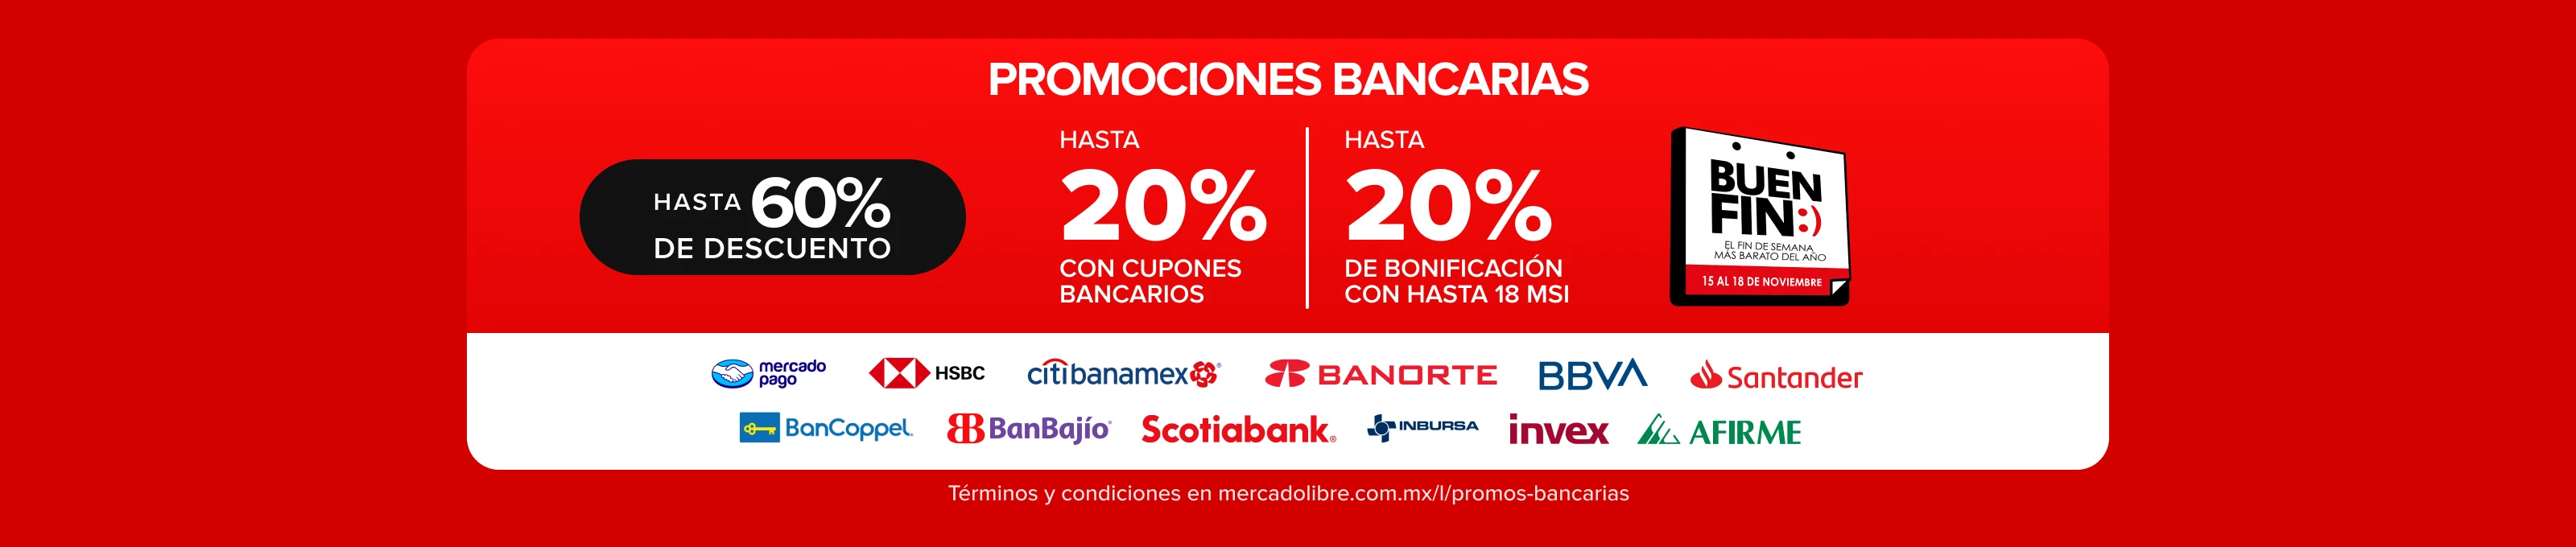 PROMOCIONES BANCARIAS
HASTA 60%
DE DESCUENTO
HASTA
20%
CON CUPONES
BANCARIOS
HASTA
20%
DE BONIFICACIÓN
CON HASTA 18 MSI
BUEN
FIN:)
EL FIN DE SEMANA
MÁS BARATO DEL AÑO
15 AL 18 DE NOVIEMBRE
mercado
pago
HSBC
citibanamex®
BANORTE
BBVA
Santander
BanCoppel.
BanBajío®
Scotiabank®
INBURSA
invex
AFIRME
Términos y condiciones en mercadolibre.com.mx/l/promos-bancarias